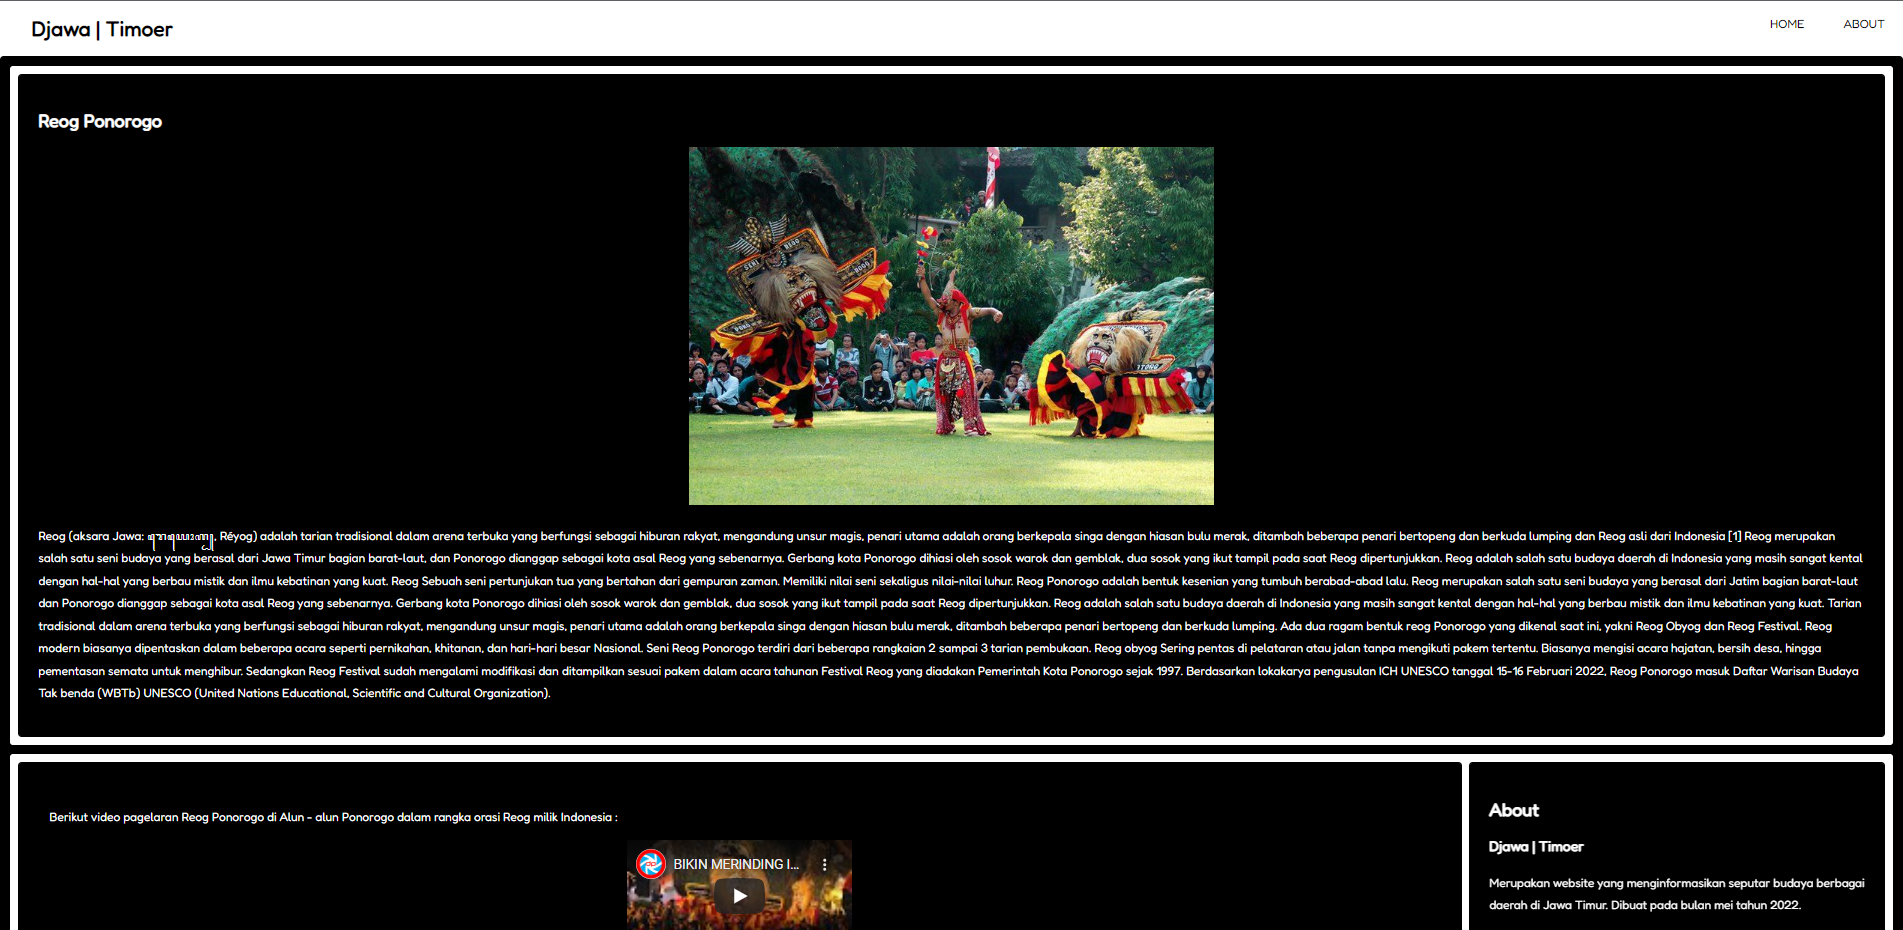 Djawa | Timoer
HOME
ABOUT
Reog Ponorogo
SENI REOG
PONO
ROGO
Reog (aksara Jawa: ꦫꦺꦪꦺꦴꦒ꧀, Réyog) adalah tarian tradisional dalam arena terbuka yang berfungsi sebagai hiburan rakyat, mengandung unsur magis, penari utama adalah orang berkepala singa dengan hiasan bulu merak, ditambah beberapa penari bertopeng dan berkuda lumping dan Reog asli dari Indonesia [1] Reog merupakan
salah satu seni budaya yang berasal dari Jawa Timur bagian barat-laut, dan Ponorogo dianggap sebagai kota asal Reog yang sebenarnya. Gerbang kota Ponorogo dihiasi oleh sosok warok dan gemblak, dua sosok yang ikut tampil pada saat Reog dipertunjukkan. Reog adalah salah satu budaya daerah di Indonesia yang masih sangat kental
dengan hal-hal yang berbau mistik dan ilmu kebatinan yang kuat. Reog Sebuah seni pertunjukan tua yang bertahan dari gempuran zaman. Memiliki nilai seni sekaligus nilai-nilai luhur. Reog Ponorogo adalah bentuk kesenian yang tumbuh berabad-abad lalu. Reog merupakan salah satu seni budaya yang berasal dari Jatim bagian barat-laut
dan Ponorogo dianggap sebagai kota asal Reog yang sebenarnya. Gerbang kota Ponorogo dihiasi oleh sosok warok dan gemblak, dua sosok yang ikut tampil pada saat Reog dipertunjukkan. Reog adalah salah satu budaya daerah di Indonesia yang masih sangat kental dengan hal-hal yang berbau mistik dan ilmu kebatinan yang kuat. Tarian
tradisional dalam arena terbuka yang berfungsi sebagai hiburan rakyat, mengandung unsur magis, penari utama adalah orang berkepala singa dengan hiasan bulu merak, ditambah beberapa penari bertopeng dan berkuda lumping. Ada dua ragam bentuk reog Ponorogo yang dikenal saat ini, yakni Reog Obyog dan Reog Festival. Reog
modern biasanya dipentaskan dalam beberapa acara seperti pernikahan, khitanan, dan hari-hari besar Nasional. Seni Reog Ponorogo terdiri dari beberapa rangkaian 2 sampai 3 tarian pembukaan. Reog obyog Sering pentas di pelataran atau jalan tanpa mengikuti pakem tertentu. Biasanya mengisi acara hajatan, bersih desa, hingga
pementasan semata untuk menghibur. Sedangkan Reog Festival sudah mengalami modifikasi dan ditampilkan sesuai pakem dalam acara tahunan Festival Reog yang diadakan Pemerintah Kota Ponorogo sejak 1997. Berdasarkan lokakarya pengusulan ICH UNESCO tanggal 15-16 Februari 2022, Reog Ponorogo masuk Daftar Warisan Budaya
Tak benda (WBTb) UNESCO (United Nations Educational, Scientific and Cultural Organization).
Berikut video pagelaran Reog Ponorogo di Alun - alun Ponorogo dalam rangka orasi Reog milik Indonesia :
BIKIN MERINDING I...
About
Djawa | Timoer
Merupakan website yang menginformasikan seputar budaya berbagai
daerah di Jawa Timur. Dibuat pada bulan mei tahun 2022.